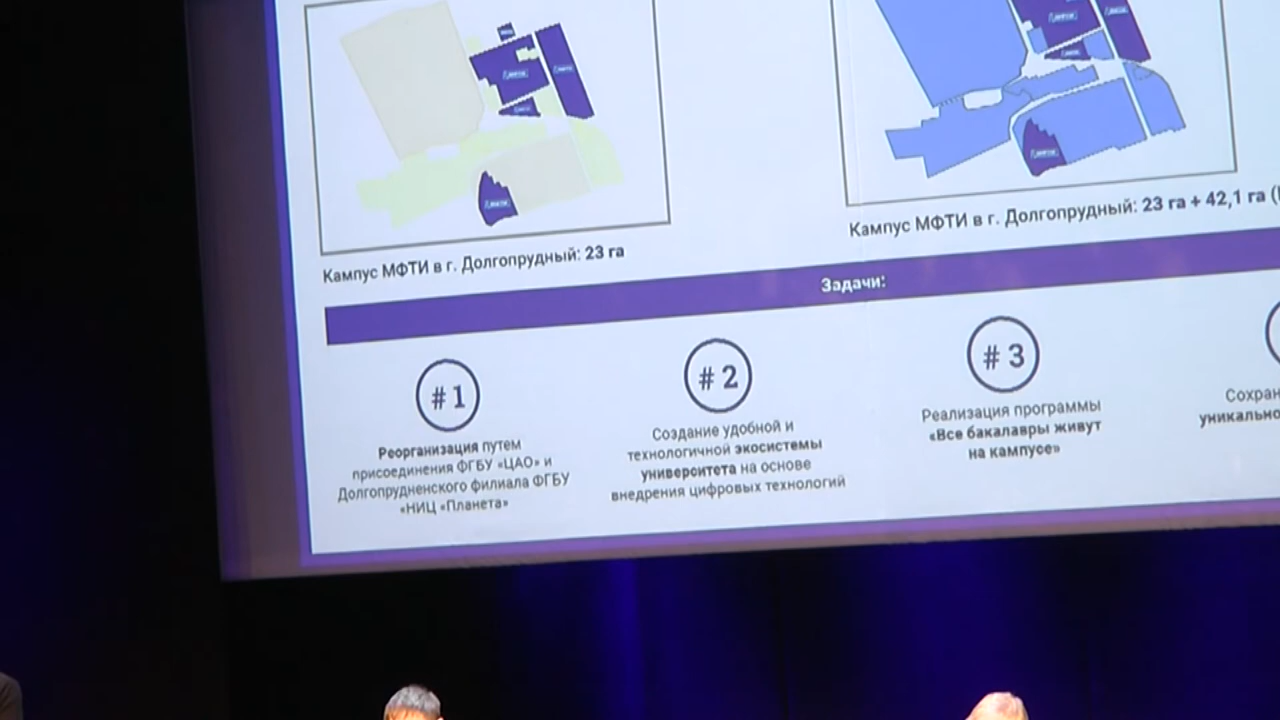 Кампус МФТИ в г. Долгопрудный: 23 га
Кампус МФТИ в г. Долгопрудный: 23 га + 42,1 га (
Задачи:
# 1
Реорганизация путем
присоединения ФГБУ «ЦАО» и
Долгопрудненского филиала ФГБУ
«НИЦ «Планета»
# 2
Создание удобной и
технологичной экосистемы
университета на основе
внедрения цифровых технологий
# 3
Реализация программы
«Все бакалавры живут
на кампусе»
Сохран
уникально